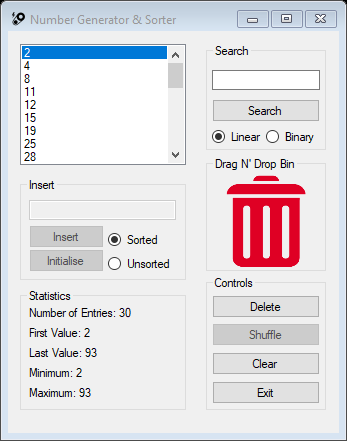 Number Generator & Sorter
2
4
8
11
12
15
19
25
28
Insert
Insert
Sorted
Initialise
Unsorted
Statistics
Number of Entries: 30
First Value: 2
Last Value: 93
Minimum: 2
Maximum: 93
Search
Search
Linear Binary
Drag N' Drop Bin
Controls
Delete
Shuffle
Clear
Exit